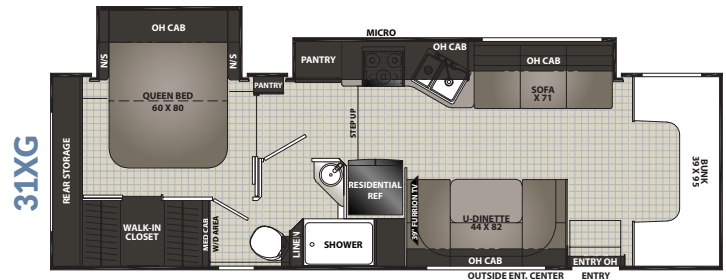 31XG
OH CAB
N/S
N/S
QUEEN BED
60 X 80
REAR STORAGE
PANTRY
PANTRY
MICRO
OH CAB
OH CAB
SOFA
X 71
STEP UP
BUNK
39 X 95
RESIDENTIAL
REF
39' FURRION TV
U-DINETTE
44 X 82
WALK-IN
CLOSET
MED CAB
W/D AREA
LINEN
SHOWER
OH CAB
ENTRY OH
OUTSIDE ENT. CENTER
ENTRY